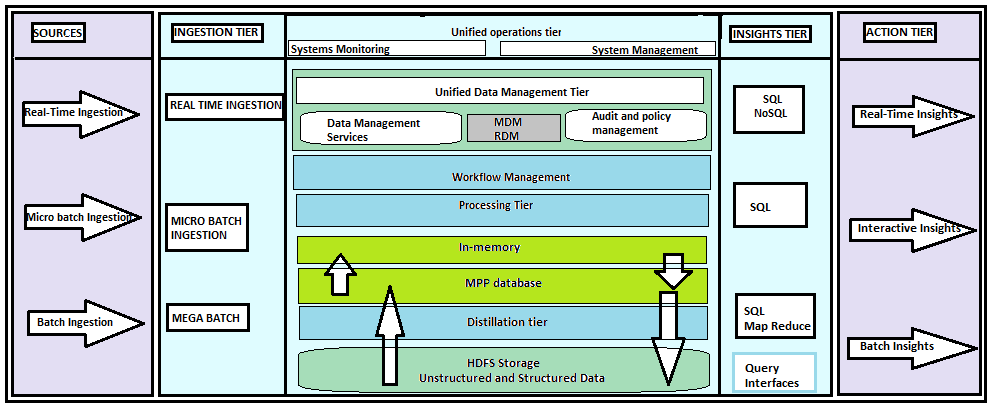 SOURCES
Real-Time Ingestion
Micro batch Ingestion
Batch Ingestion
INGESTION TIER
REAL TIME INGESTION
MICRO BATCH
INGESTION
MEGA BATCH
Unified operations tier
Systems Monitoring
System Management
Unified Data Management Tier
Data Management
Services
MDM
RDM
Audit and policy
management
Workflow Management
Processing Tier
In-memory
MPP database
Distillation tier
HDFS Storage
Unstructured and Structured Data
INSIGHTS TIER
SQL
NoSQL
SQL
SQL
Map Reduce
Query
Interfaces
ACTION TIER
Real-Time Insights
Interactive Insights
Batch Insights